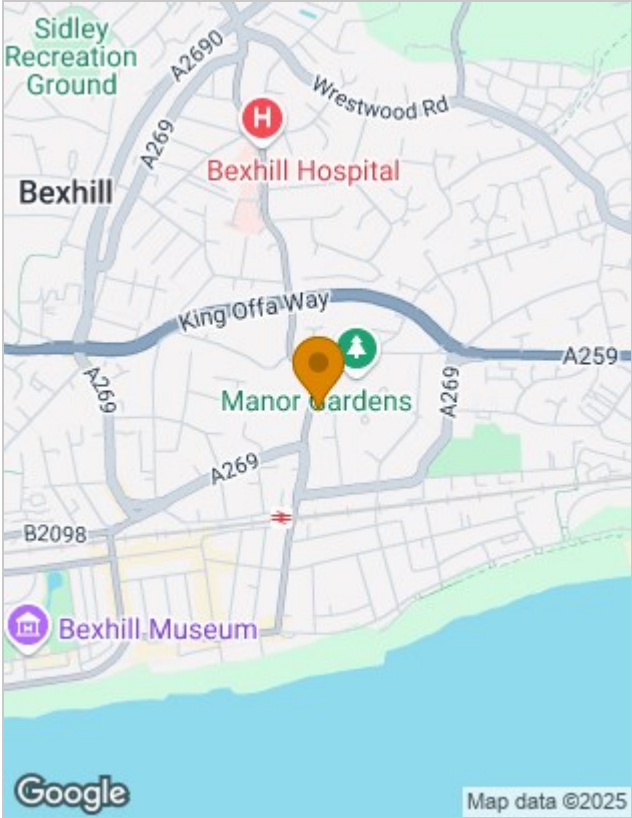 Sidley
Recreation
Ground
A2690
A269
Wrestwood Rd
H
Bexhill Hospital
Bexhill
King Offa Way
A259
Manor Gardens
A269
A269
A269
B2098
Bexhill Museum
Google
Map data ©2025